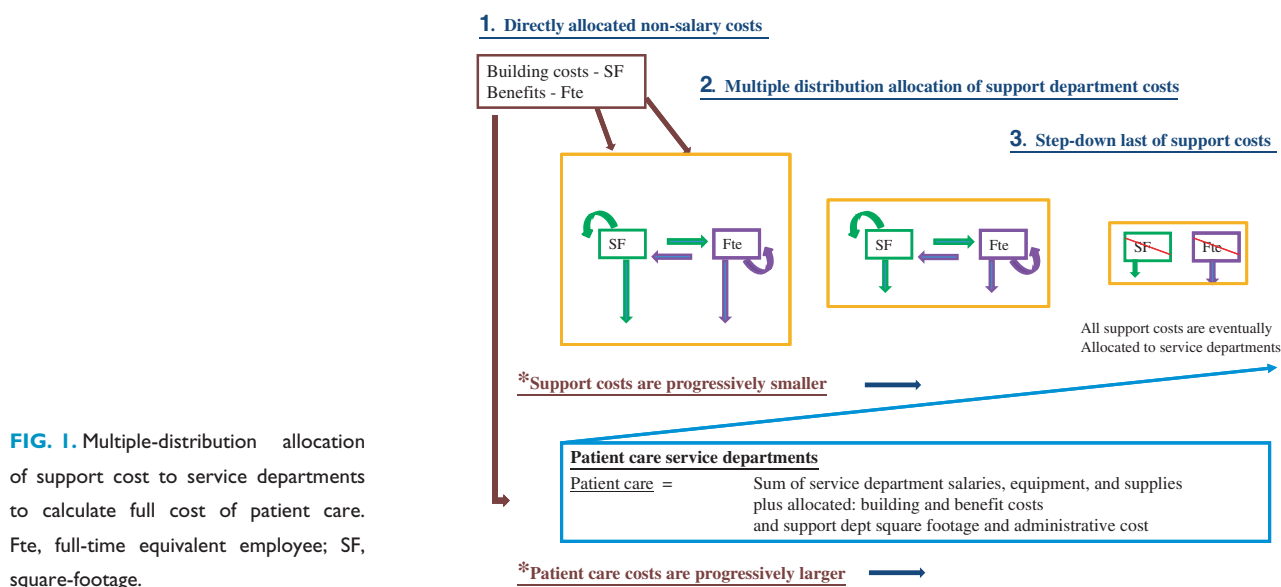 1. Directly allocated non-salary costs
Building costs - SF
Benefits - Fte
2. Multiple distribution allocation of support department costs
3. Step-down last of support costs
SF
Fte
SF
Fte
SF
Fte
All support costs are eventually
Allocated to service departments
*Support costs are progressively smaller
Patient care service departments
Patient care = Sum of service department salaries, equipment, and supplies
plus allocated: building and benefit costs
and support dept square footage and administrative cost
*Patient care costs are progressively larger
FIG. 1. Multiple-distribution allocation
of support cost to service departments
to calculate full cost of patient care.
Fte, full-time equivalent employee; SF,
square-footage.